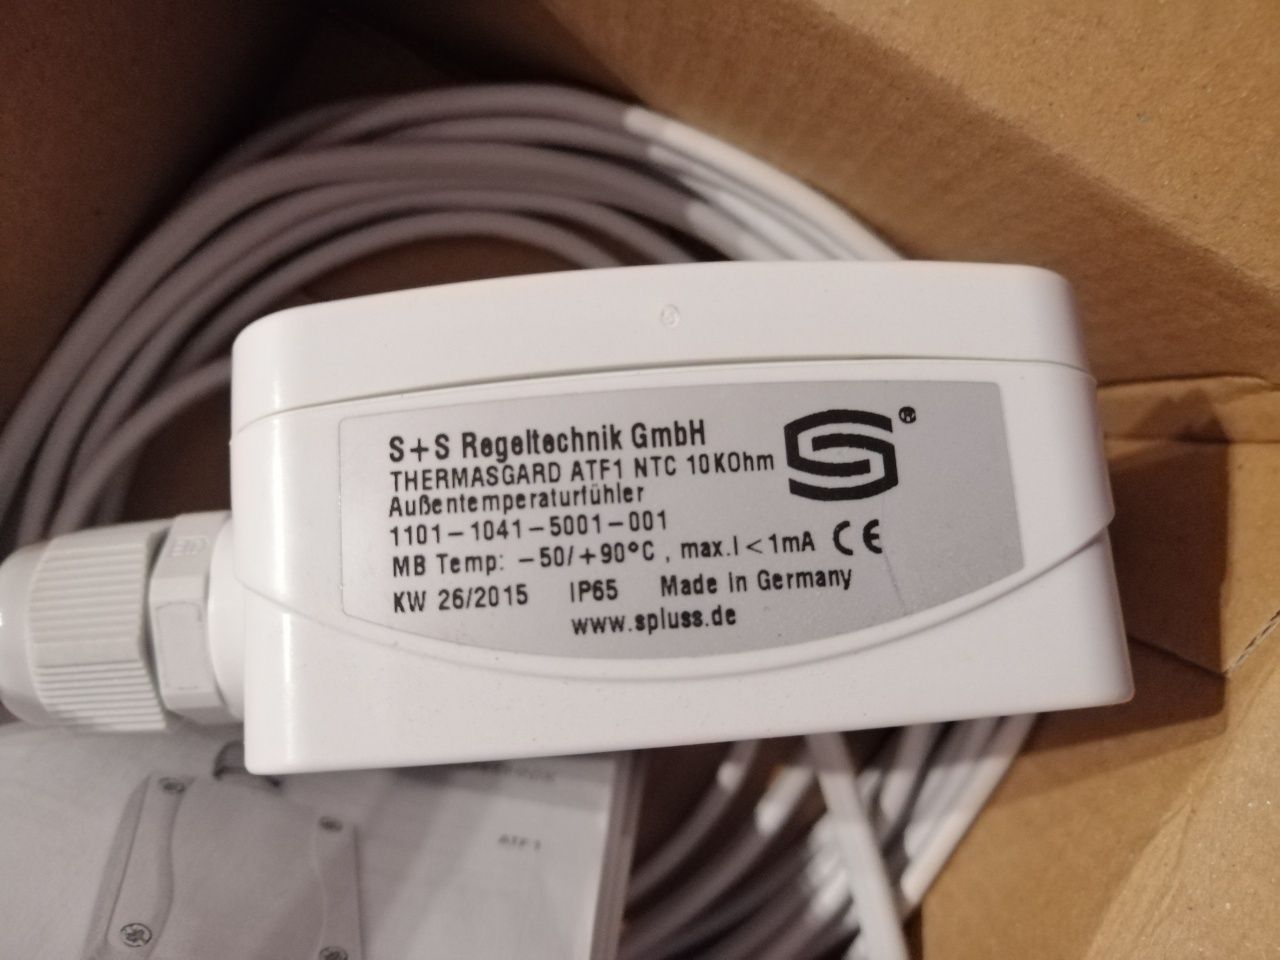 S+S Regeltechnik GmbH ®
THERMASGARD ATF1 NTC 10KOhm
Außentemperaturfühler
1101-1041-5001-001
MB Temp: -50/+90°C , max.I < 1mA CE
KW 26/2015 IP65 Made in Germany
www.spluss.de
ATF1